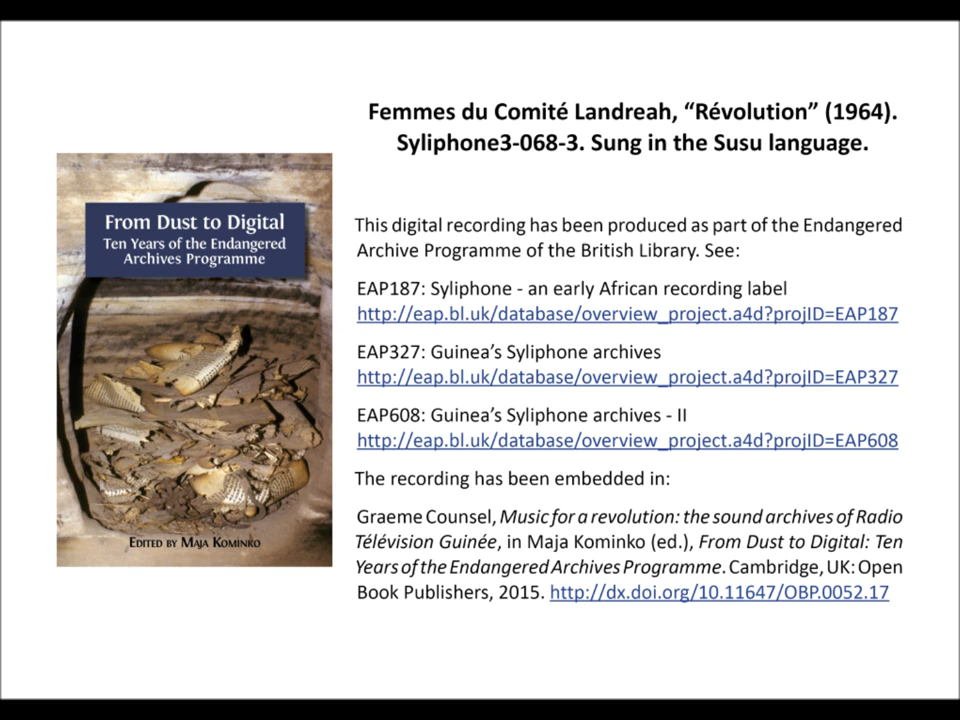 Femmes du Comité Landreah, “Révolution” (1964).
Syliphone3-068-3. Sung in the Susu language.
From Dust to Digital
Ten Years of the Endangered
Archives Programme
Edited by Maja Kominko
This digital recording has been produced as part of the Endangered
Archive Programme of the British Library. See:
EAP187: Syliphone - an early African recording label
http://eap.bl.uk/database/overview_project.a4d?projID=EAP187
EAP327: Guinea’s Syliphone archives
http://eap.bl.uk/database/overview_project.a4d?projID=EAP327
EAP608: Guinea’s Syliphone archives - II
http://eap.bl.uk/database/overview_project.a4d?projID=EAP608
The recording has been embedded in:
Graeme Counsel, Music for a revolution: the sound archives of Radio
Télévision Guinée, in Maja Kominko (ed.), From Dust to Digital: Ten
Years of the Endangered Archives Programme. Cambridge, UK: Open
Book Publishers, 2015. http://dx.doi.org/10.11647/OBP.0052.17